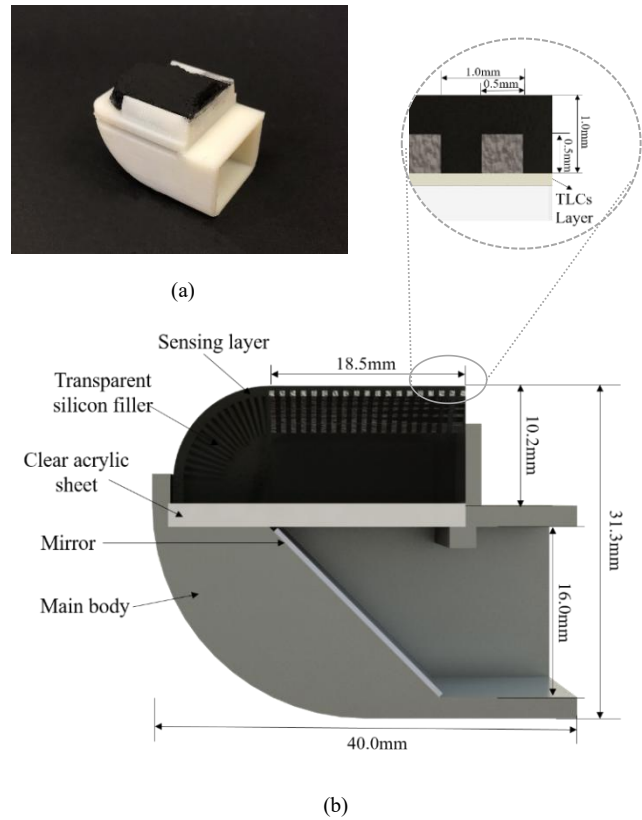 1.0mm
0.5mm
1.0mm
0.5mm
TLCs
Layer
(a)
Sensing layer
18.5mm
Transparent
silicon filler
10.2mm
Clear acrylic
sheet
31.3mm
Mirror
16.0mm
Main body
40.0mm
(b)